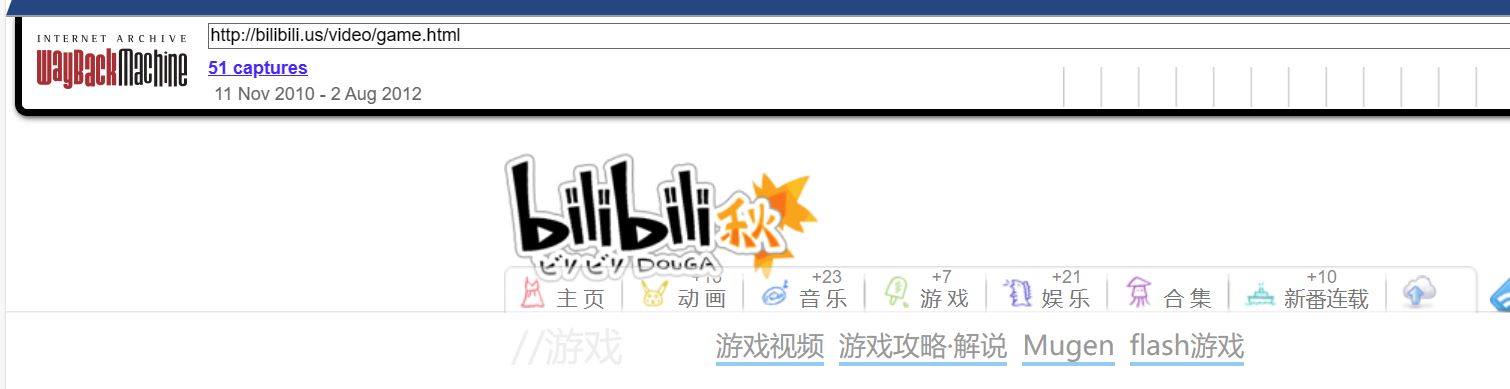 INTERNET ARCHIVE
WayBackMachine
http://bilibili.us/video/game.html
51 captures
11 Nov 2010 - 2 Aug 2012
bilibili 秋
ビリビリ DOUGA
+23 +7 +21 +10
主页 动画 音乐 游戏 娱乐 合集 新番连载
//游戏 游戏视频 游戏攻略·解说 Mugen flash游戏